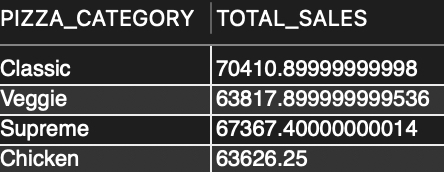 PIZZA_CATEGORY TOTAL_SALES
Classic 70410.89999999998
Veggie 63817.899999999536
Supreme 67367.40000000014
Chicken 63626.25